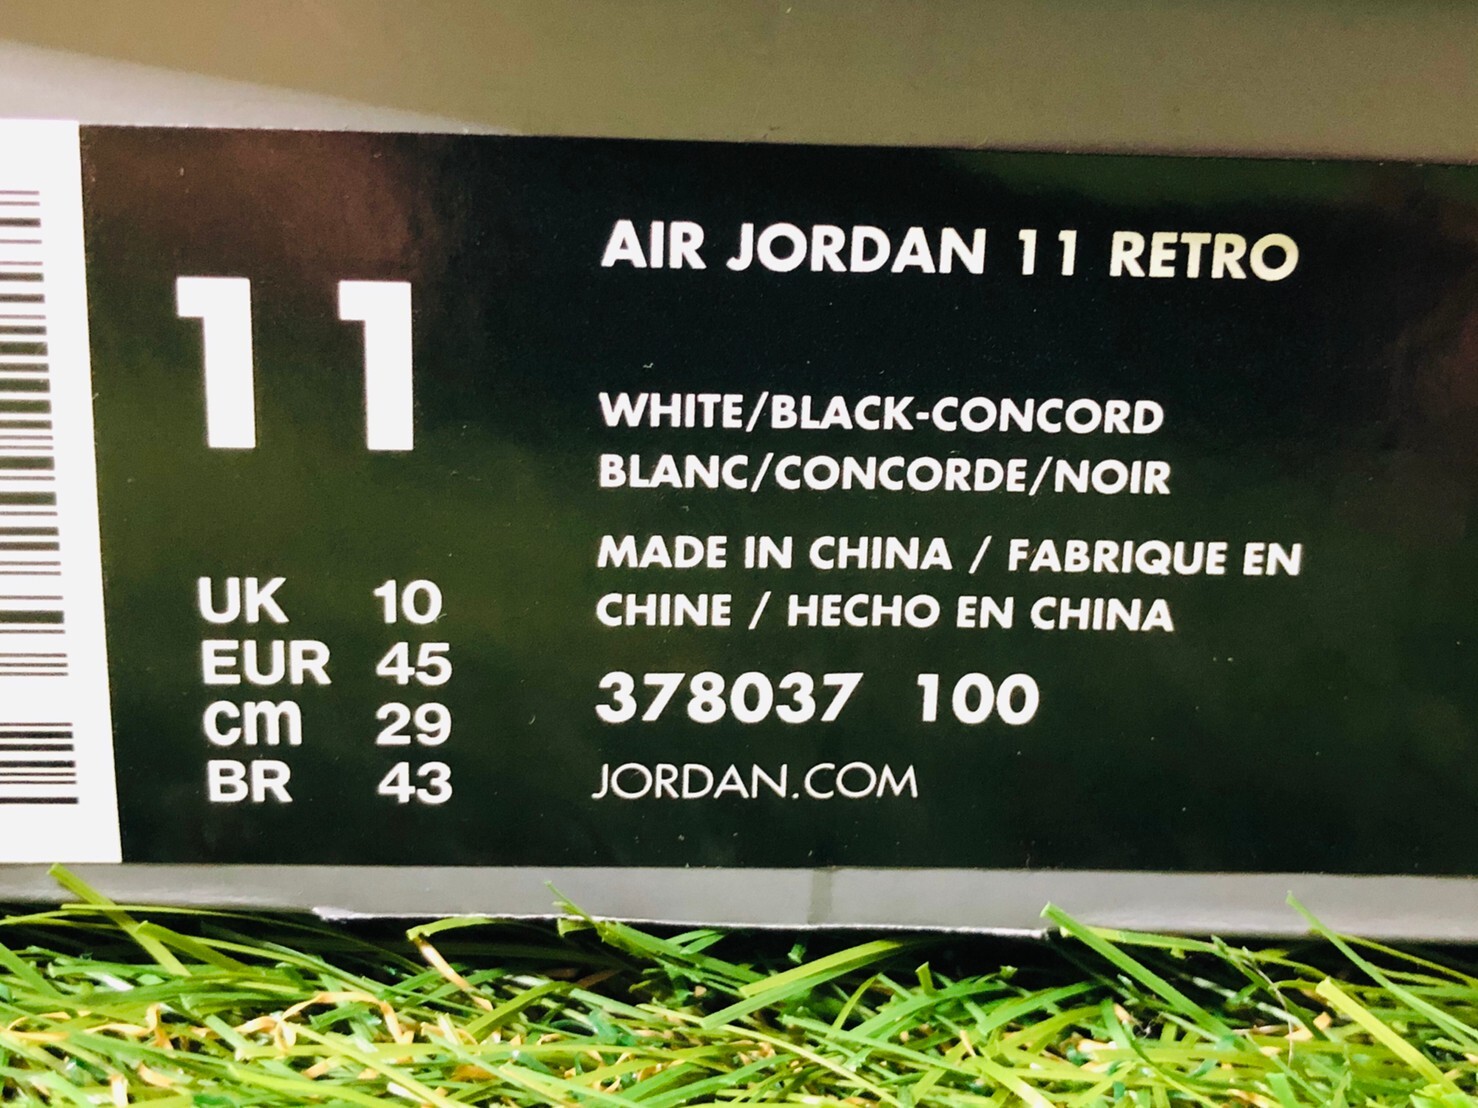 11
UK 10
EUR 45
cm 29
BR 43
AIR JORDAN 11 RETRO
WHITE/BLACK-CONCORD
BLANC/CONCORDE/NOIR
MADE IN CHINA / FABRIQUE EN
CHINE / HECHO EN CHINA
378037 100
JORDAN.COM